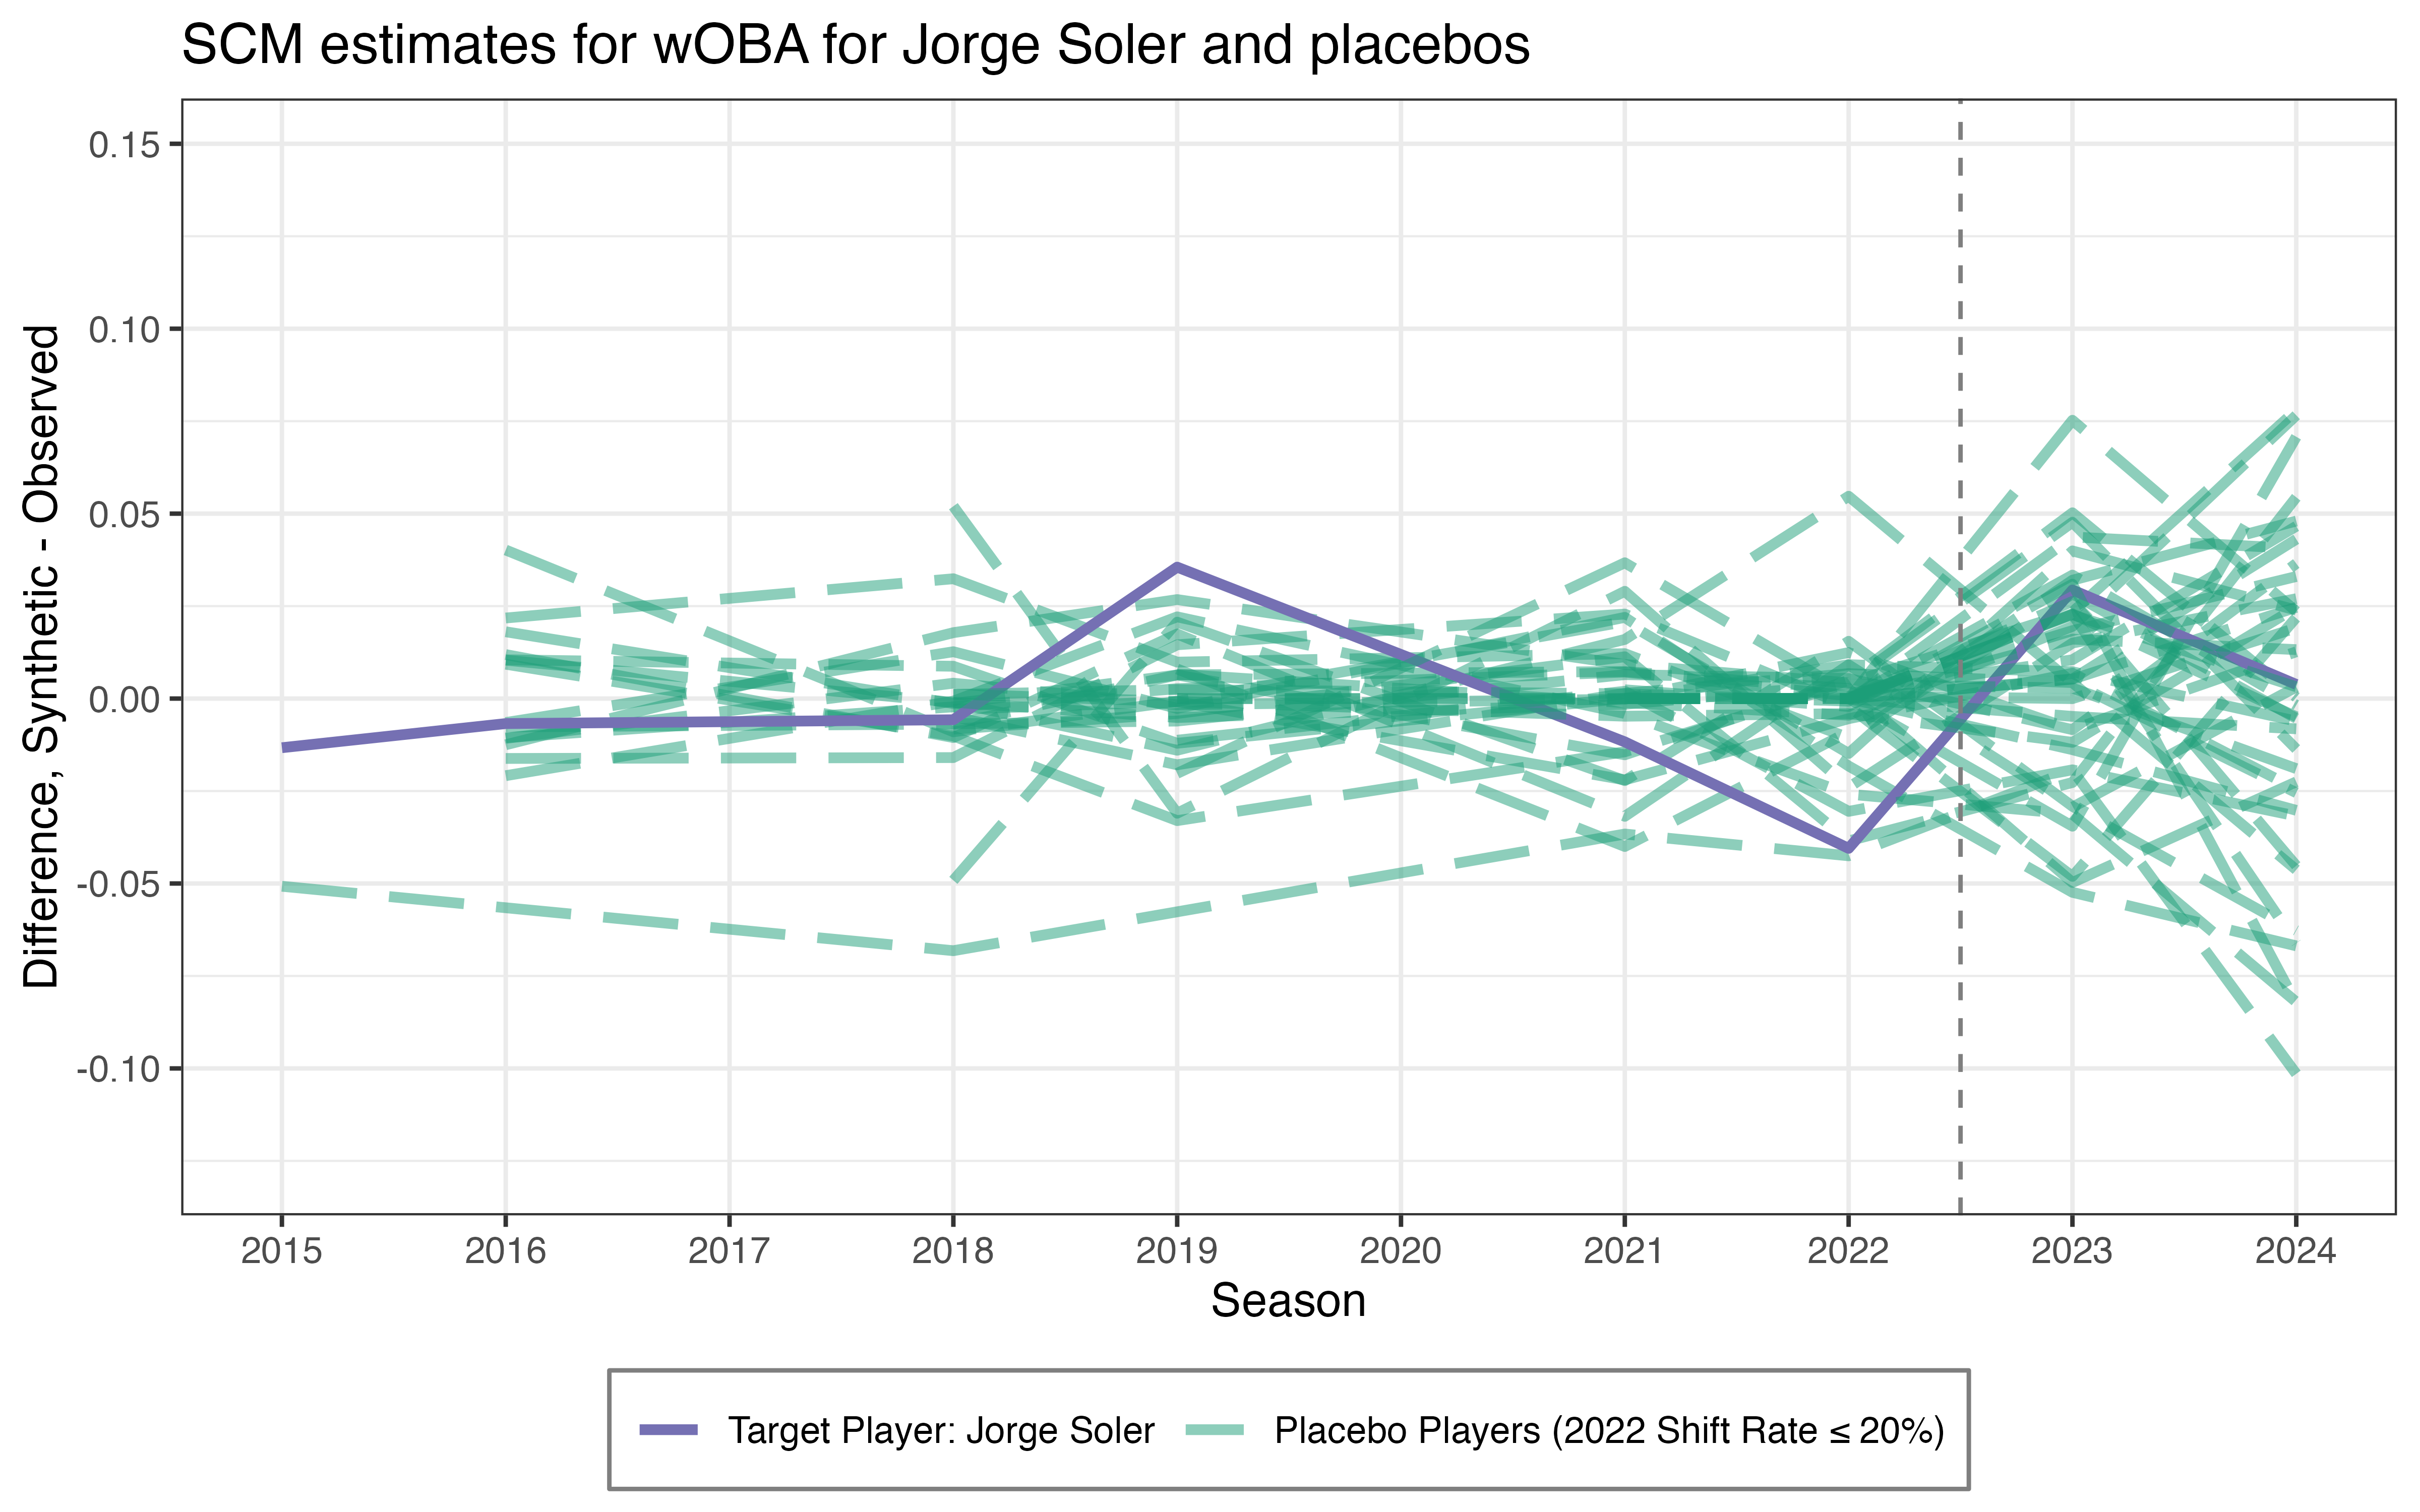 SCM estimates for wOBA for Jorge Soler and placebos
Difference, Synthetic - Observed
0.15
0.10
0.05
0.00
-0.05
-0.10
2015 2016 2017 2018 2019 2020 2021 2022 2023 2024
Season
Target Player: Jorge Soler Placebo Players (2022 Shift Rate ≤ 20%)